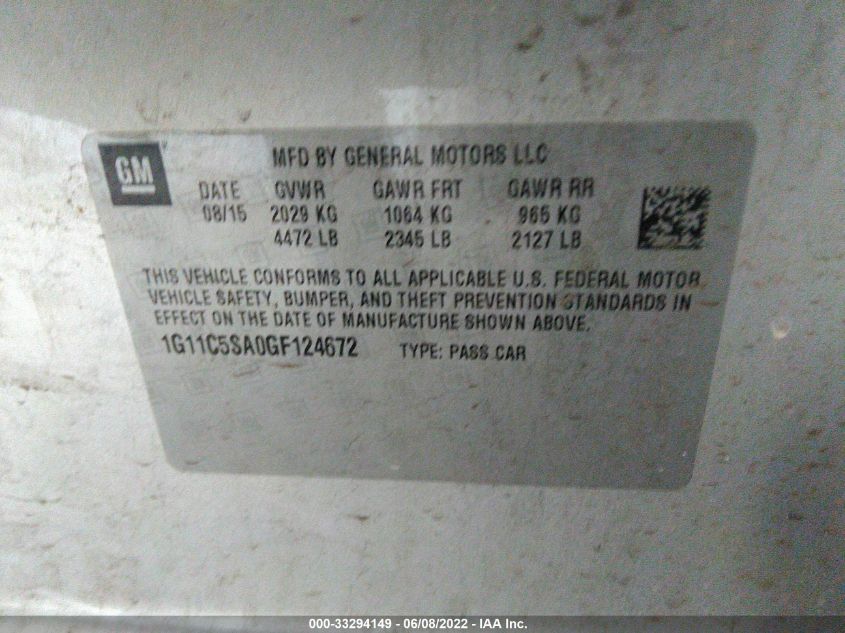 GM
MFD BY GENERAL MOTORS LLC
DATE GVWR GAWR FRT GAWR RR
08/15 2029 KG 1064 KG 965 KG
4472 LB 2345 LB 2127 LB
THIS VEHICLE CONFORMS TO ALL APPLICABLE U.S. FEDERAL MOTOR
VEHICLE SAFETY, BUMPER, AND THEFT PREVENTION STANDARDS IN
EFFECT ON THE DATE OF MANUFACTURE SHOWN ABOVE.
1G11C5SA0GF124672 TYPE: PASS CAR
000-33294149 - 06/08/2022 - IAA Inc.